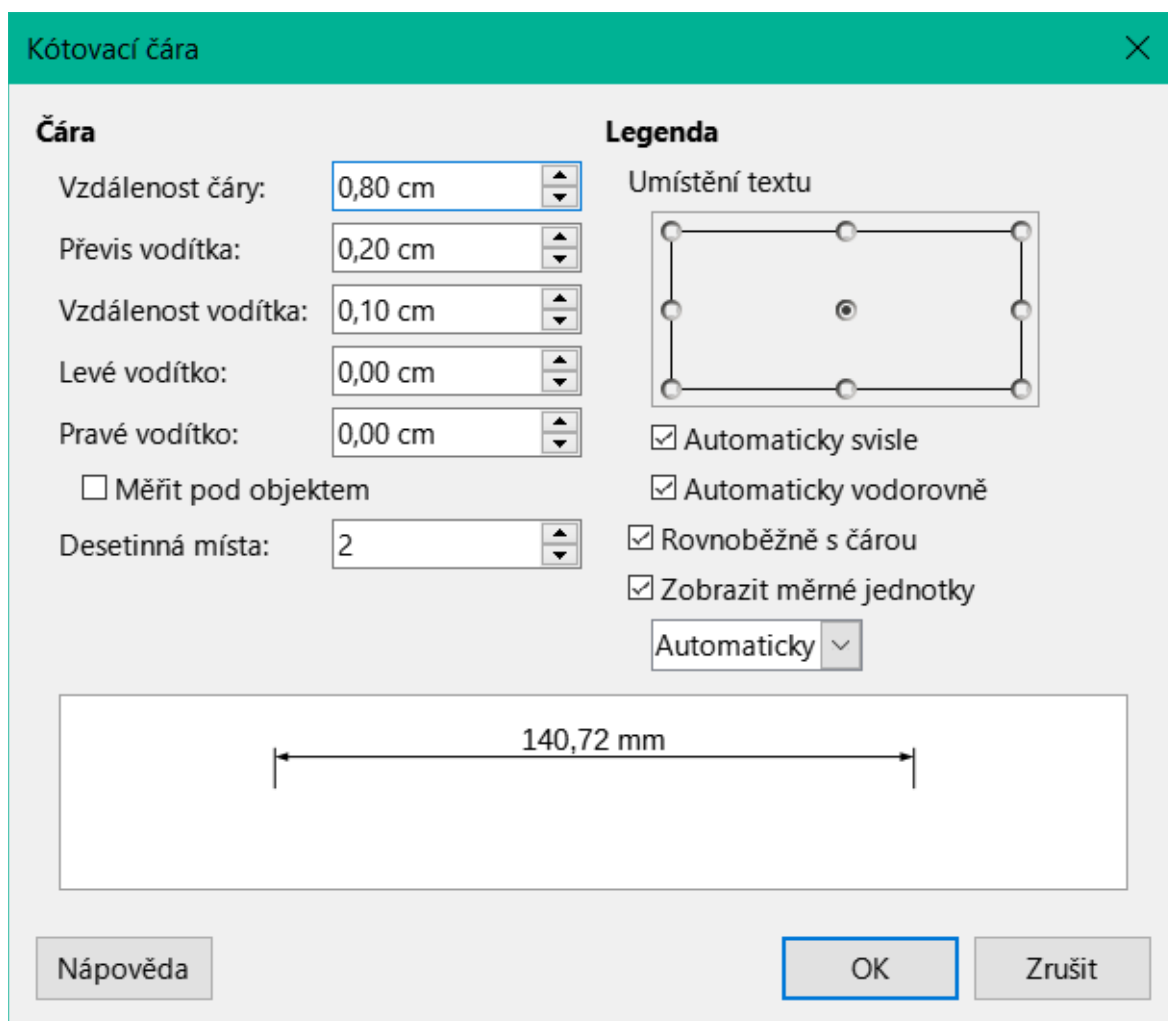 Kótovací čára
Čára
Vzdálenost čáry: 0,80 cm
Převis vodítka: 0,20 cm
Vzdálenost vodítka: 0,10 cm
Levé vodítko: 0,00 cm
Pravé vodítko: 0,00 cm
Měřit pod objektem
Desetinná místa: 2
Legenda
Umístění textu
Automaticky svisle
Automaticky vodorovně
Rovnoběžně s čárou
Zobrazit měrné jednotky
Automaticky
140,72 mm
Nápověda
OK
Zrušit